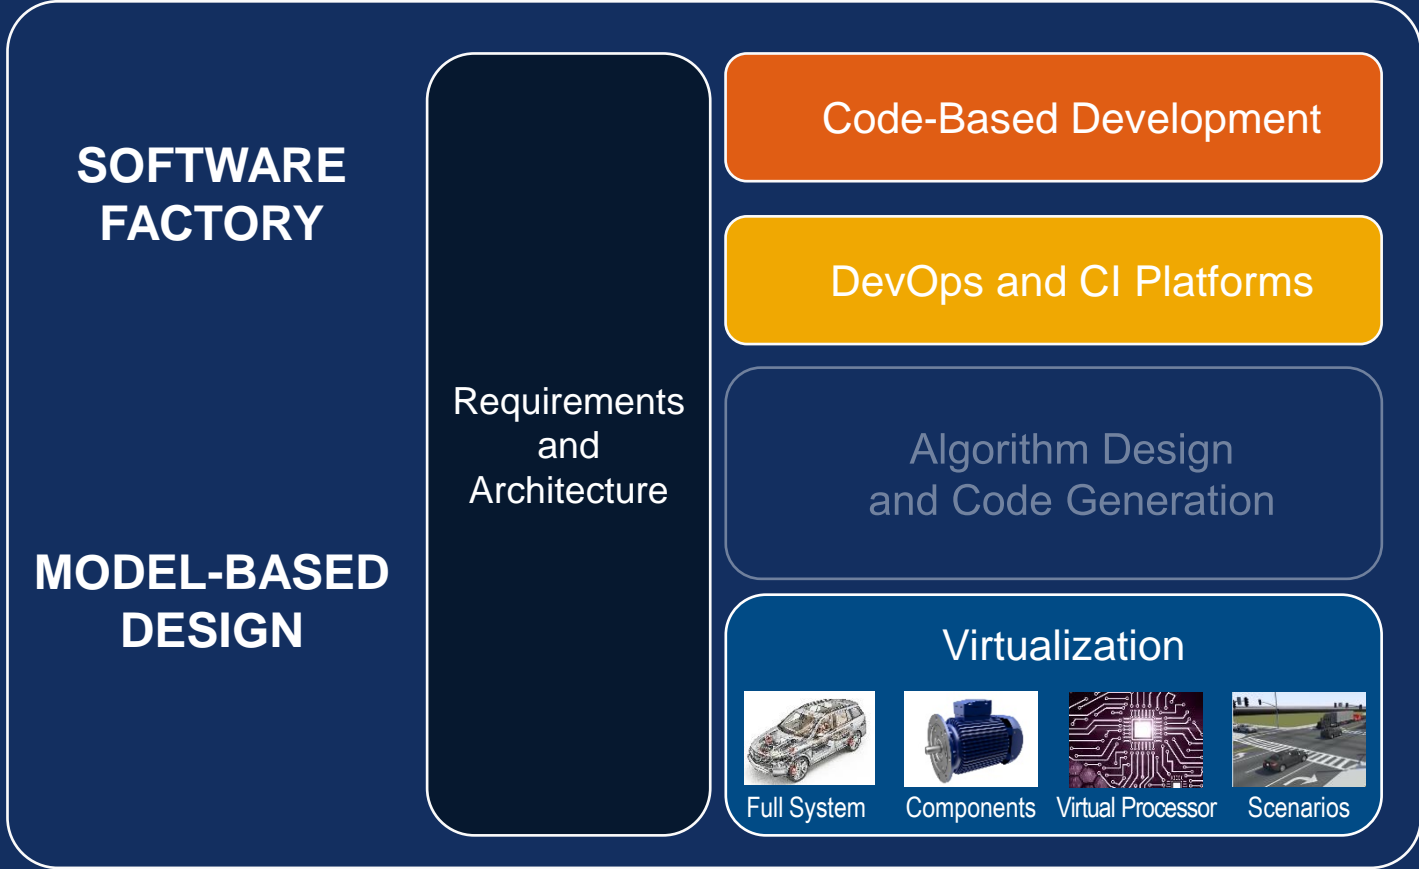 SOFTWARE
FACTORY
MODEL-BASED
DESIGN
Requirements
and
Architecture
Code-Based Development
DevOps and CI Platforms
Algorithm Design
and Code Generation
Virtualization
Full System
Components
Virtual Processor
Scenarios